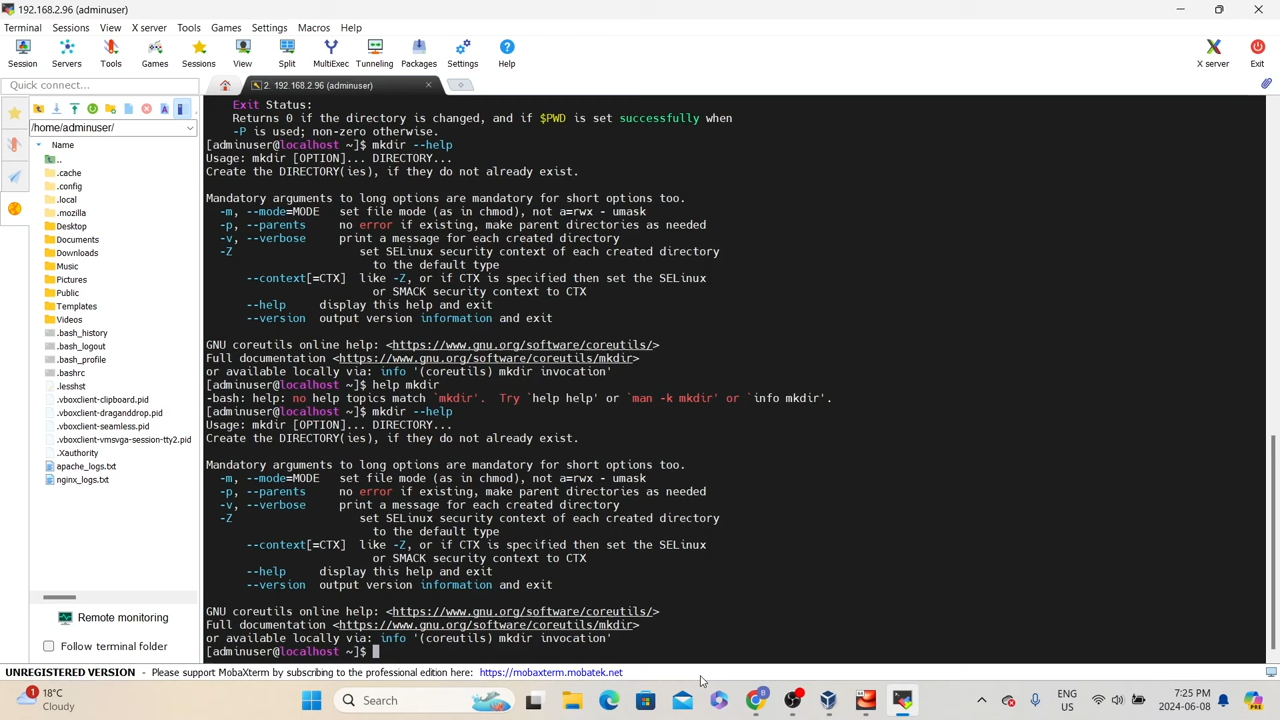 192.168.2.96 (adminuser)
Terminal Sessions View X server Tools Games Settings Macros Help
Session Servers Tools Games Sessions View Split MultiExec Tunneling Packages Settings Help X server Exit
Quick connect...
2. 192.168.2.96 (adminuser)
/home/adminuser/
Name
..
.cache
.config
.local
.mozilla
Desktop
Documents
Downloads
Music
Pictures
Public
Templates
Videos
.bash_history
.bash_logout
.bash_profile
.bashrc
.lesshst
.vboxclient-clipboard.pid
.vboxclient-draganddrop.pid
.vboxclient-seamless.pid
.vboxclient-vmsvga-session-tty2.pid
.Xauthority
apache_logs.txt
nginx_logs.txt
Remote monitoring
Follow terminal folder
Exit Status:
Returns 0 if the directory is changed, and if $PWD is set successfully when
-P is used; non-zero otherwise.
[adminuser@localhost ~]$ mkdir --help
Usage: mkdir [OPTION]... DIRECTORY...
Create the DIRECTORY(ies), if they do not already exist.
Mandatory arguments to long options are mandatory for short options too.
-m, --mode=MODE   set file mode (as in chmod), not a=rwx - umask
-p, --parents     no error if existing, make parent directories as needed
-v, --verbose     print a message for each created directory
-Z                   set SELinux security context of each created directory
to the default type
--context[=CTX]  like -Z, or if CTX is specified then set the SELinux
or SMACK security context to CTX
--help     display this help and exit
--version  output version information and exit
GNU coreutils online help: <https://www.gnu.org/software/coreutils/>
Full documentation <https://www.gnu.org/software/coreutils/mkdir>
or available locally via: info '(coreutils) mkdir invocation'
[adminuser@localhost ~]$ help mkdir
-bash: help: no help topics match `mkdir'.  Try `help help' or `man -k mkdir' or `info mkdir'.
[adminuser@localhost ~]$ mkdir --help
Usage: mkdir [OPTION]... DIRECTORY...
Create the DIRECTORY(ies), if they do not already exist.
Mandatory arguments to long options are mandatory for short options too.
-m, --mode=MODE   set file mode (as in chmod), not a=rwx - umask
-p, --parents     no error if existing, make parent directories as needed
-v, --verbose     print a message for each created directory
-Z                   set SELinux security context of each created directory
to the default type
--context[=CTX]  like -Z, or if CTX is specified then set the SELinux
or SMACK security context to CTX
--help     display this help and exit
--version  output version information and exit
GNU coreutils online help: <https://www.gnu.org/software/coreutils/>
Full documentation <https://www.gnu.org/software/coreutils/mkdir>
or available locally via: info '(coreutils) mkdir invocation'
[adminuser@localhost ~]$
UNREGISTERED VERSION - Please support MobaXterm by subscribing to the professional edition here: https://mobaxterm.mobatek.net
1
18°C
Cloudy
Search
ENG
US
7:25 PM
2024-06-08